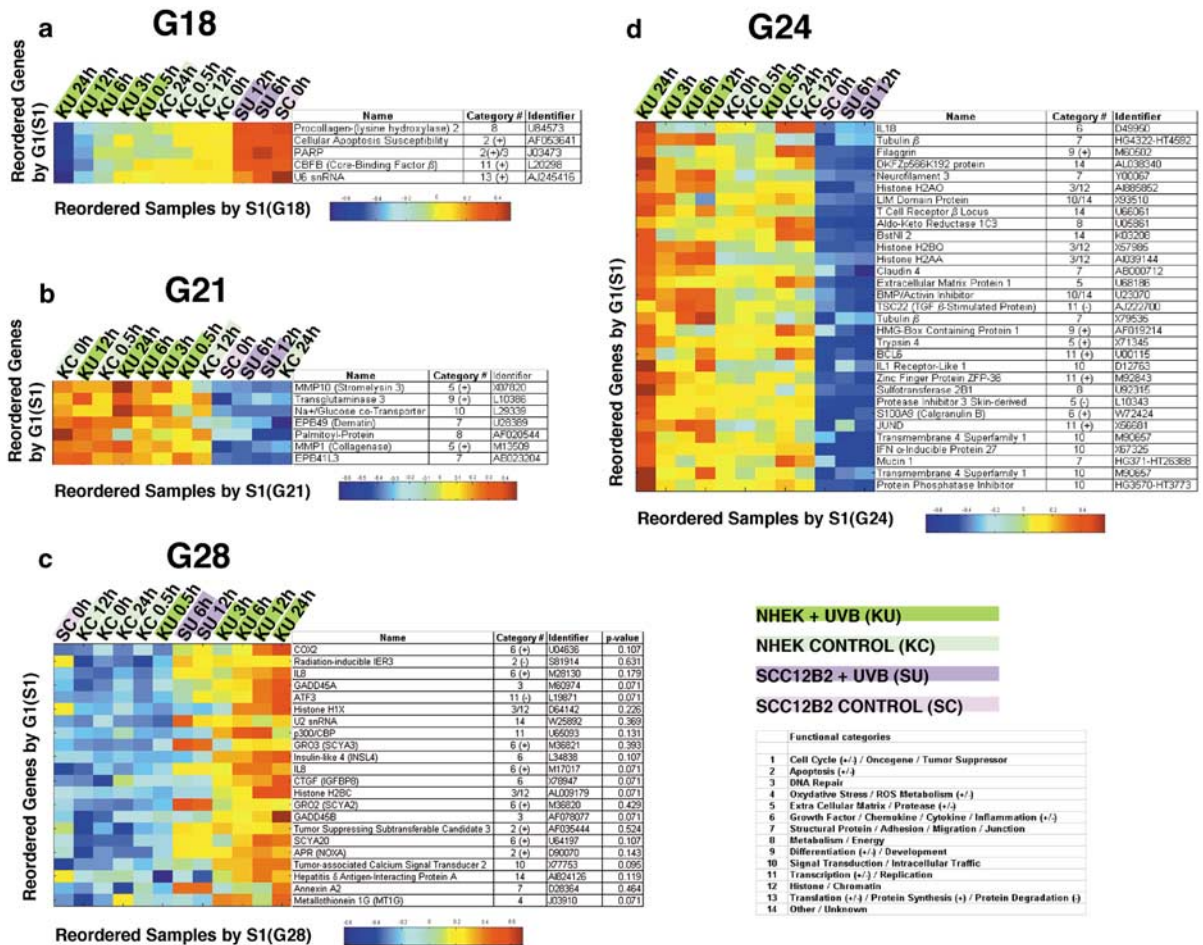 a
G18
Reordered Genes by G1(S1)
KU 24h
KU 12h
KU 6h
KU 3h
KU 0.5h
KC 24h
KC 0.5h
KC 12h
KC 0h
SU 12h
SU 6h
SC 0h
Name Category # Identifier
Procollagen-(lysine hydroxylase) 2 8 U84573
Cellular Apoptosis Susceptibility 2 (+) AF053641
PARP 2(+)/3 J03473
CBFB (Core-Binding Factor β) 11 (+) L20298
U6 snRNA 13 (+) AJ245416
Reordered Samples by S1(G18)
b
G21
Reordered Genes by G1(S1)
KC 0h
KU 12h
KC 0.5h
KU 24h
KU 6h
KU 3h
KU 0.5h
KC 12h
SC 0h
SU 6h
SU 12h
KC 24h
Name Category # Identifier
MMP10 (Stromelysin 3) 5 (+) X07820
Transglutaminase 3 9 (+) L10386
Na+/Glucose co-Transporter 10 L29339
EPB49 (Dematin) 7 U28389
Palmitoyl-Protein 8 AF020544
MMP1 (Collagenase) 5 (+) M13509
EPB41L3 7 AB023204
Reordered Samples by S1(G21)
c
G28
Reordered Genes by G1(S1)
SC 0h
KC 12h
KC 0h
KC 24h
KC 0.5h
KU 0.5h
SU 6h
SU 12h
KU 3h
KU 6h
KU 12h
KU 24h
Name Category # Identifier p-value
COX2 6 (+) U04636 0.107
Radiation-inducible IER3 2 (-) S81914 0.631
IL8 6 (+) M28130 0.179
GADD45A 3 M60974 0.071
ATF3 11 (-) L19871 0.071
Histone H1X 3/12 D64142 0.226
U2 snRNA 14 W25892 0.369
p300/CBP 11 U65093 0.131
GRO3 (SCYA3) 6 (+) M36821 0.393
Insulin-like 4 (INSL4) 6 L34838 0.107
IL8 6 (+) M17017 0.071
CTGF (IGFBP8) 6 X78947 0.071
Histone H2BC 3/12 AL009179 0.071
GRO2 (SCYA2) 6 (+) M36820 0.429
GADD45B 3 AF078077 0.071
Tumor Suppressing Subtransferable Candidate 3 2 (+) AF035444 0.524
SCYA20 6 (+) U64197 0.107
APR (NOXA) 2 (+) D90070 0.143
Tumor-associated Calcium Signal Transducer 2 10 X77753 0.095
Hepatitis δ Antigen-Interacting Protein A 14 AI824126 0.119
Annexin A2 7 D28364 0.464
Metallothionein 1G (MT1G) 4 J03910 0.071
Reordered Samples by S1(G28)
d
G24
Reordered Genes by G1(S1)
KU 24h
KU 3h
KU 6h
KU 12h
KC 0h
KC 0.5h
KU 0.5h
KC 24h
KC 12h
SC 0h
SU 6h
SU 12h
Name Category # Identifier
IL18 6 D49950
Tubulin β 7 HG4322-HT4592
Filaggrin 9 (+) M60502
DKFZp566K192 protein 14 AL038340
Neurofilament 3 7 Y00067
Histone H2AO 3/12 AI885852
LIM Domain Protein 10/14 X93510
T Cell Receptor β Locus 14 U66061
Aldo-Keto Reductase 1C3 8 U05861
BstNI 2 14 K03206
Histone H2BQ 3/12 X57985
Histone H2AA 3/12 AI039144
Claudin 4 7 AB000712
Extracellular Matrix Protein 1 5 U68186
BMP/Activin Inhibitor 10/14 U23070
TSC22 (TGF β-Stimulated Protein) 11 (-) AJ222700
Tubulin β 7 X79535
HMG-Box Containing Protein 1 9 (+) AF019214
Trypsin 4 5 (+) X71345
BCL6 11 (+) U00115
IL1 Receptor-Like 1 10 D12763
Zinc Finger Protein ZFP-36 11 (+) M92843
Sulfotransferase 2B1 8 U92315
Protease Inhibitor 3 Skin-derived 5 (-) L10343
S100A9 (Calgranulin B) 6 (+) W72424
JUND 11 (+) X56681
Transmembrane 4 Superfamily 1 10 M90657
IFN α-Inducible Protein 27 10 X67325
Mucin 1 7 HG371-HT26388
Transmembrane 4 Superfamily 1 10 M90657
Protein Phosphatase Inhibitor 10 HG3570-HT3773
Reordered Samples by S1(G24)
NHEK + UVB (KU)
NHEK CONTROL (KC)
SCC12B2 + UVB (SU)
SCC12B2 CONTROL (SC)
Functional categories
1 Cell Cycle (+/-) / Oncogene / Tumor Suppressor
2 Apoptosis (+/-)
3 DNA Repair
4 Oxydative Stress / ROS Metabolism (+/-)
5 Extra Cellular Matrix / Protease (+/-)
6 Growth Factor / Chemokine / Cytokine / Inflammation (+/-)
7 Structural Protein / Adhesion / Migration / Junction
8 Metabolism / Energy
9 Differentiation (+/-) / Development
10 Signal Transduction / Intracellular Traffic
11 Transcription (+/-) / Replication
12 Histone / Chromatin
13 Translation (+/-) / Protein Synthesis (+) / Protein Degradation (-)
14 Other / Unknown